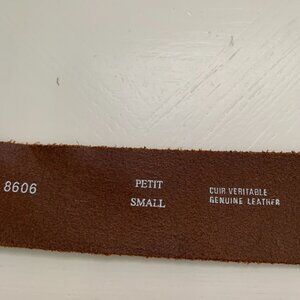 8606
PETIT
SMALL
CUIR VERITABLE
GENUINE LEATHER